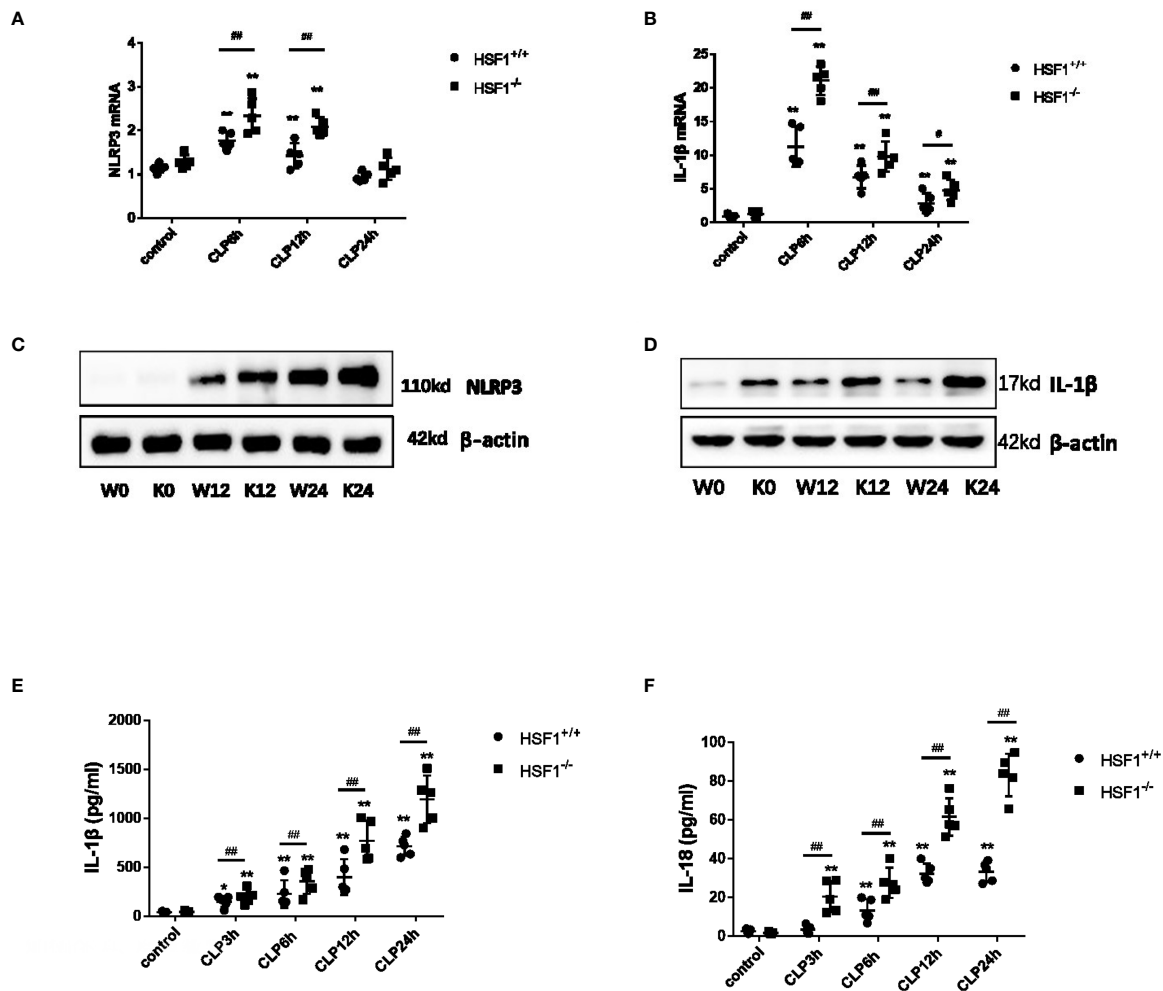 A
##
##
**
**
**
**
HSF1+/+
HSF1-/-
NLRP3 mRNA
4
3
2
1
0
control
CLP6h
CLP12h
CLP24h
B
##
**
**
##
**
**
#
**
**
HSF1+/+
HSF1-/-
IL-1β mRNA
25
20
15
10
5
0
control
CLP6h
CLP12h
CLP24h
C
110kd NLRP3
42kd β-actin
W0 K0 W12 K12 W24 K24
D
17kd IL-1β
42kd β-actin
W0 K0 W12 K12 W24 K24
E
##
**
**
##
**
**
##
**
**
##
**
*
HSF1+/+
HSF1-/-
IL-1β (pg/ml)
2000
1500
1000
500
0
control
CLP3h
CLP6h
CLP12h
CLP24h
F
##
**
**
##
**
**
##
**
**
##
**
HSF1+/+
HSF1-/-
IL-18 (pg/ml)
100
80
60
40
20
0
control
CLP3h
CLP6h
CLP12h
CLP24h